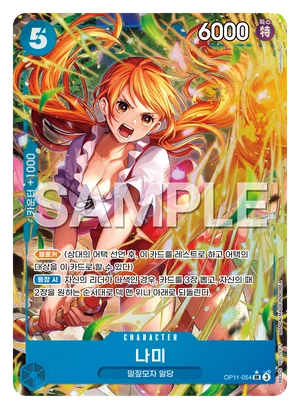 5
6000
특수
特
카운터 +1000
SAMPLE
블로커 (상대의 어택 선언 후, 이 카드를 레스트로 하고 어택의
대상을 이 카드로 할 수 있다)
등장 시 자신의 리더가 다색인 경우, 카드를 3장 뽑고, 자신의 패
2장을 원하는 순서대로 덱 맨 위나 아래로 되돌린다.
CHARACTER
나미
밀짚모자 일당
OP11-054 SR 3